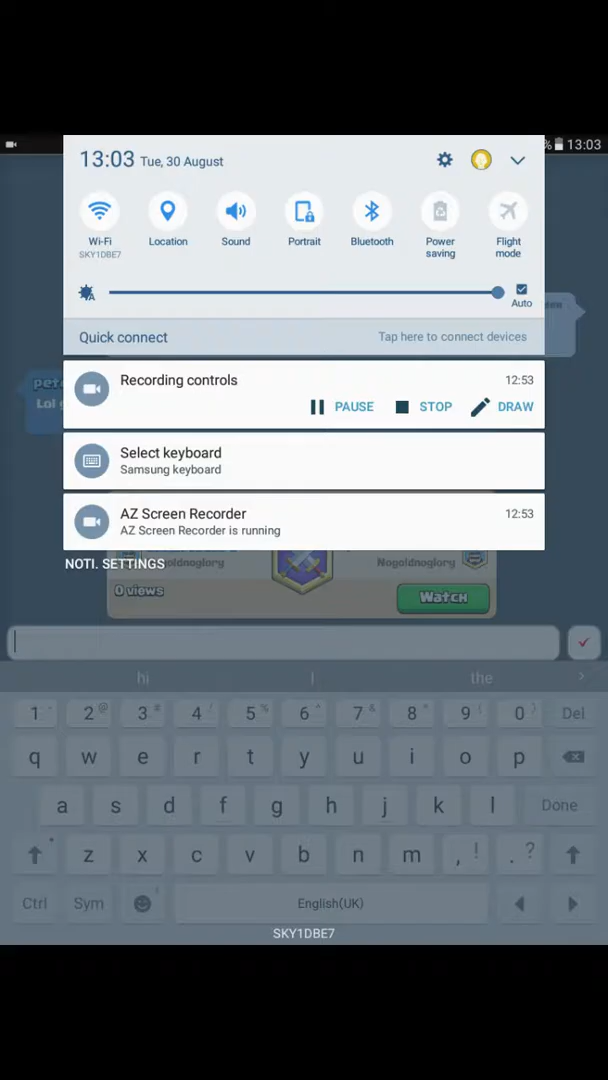 % 13:03
13:03 Tue, 30 August
Wi-Fi
SKY1DBE7
Location
Sound
Portrait
Bluetooth
Power saving
Flight mode
A
Auto
Quick connect Tap here to connect devices
Recording controls 12:53
PAUSE STOP DRAW
Select keyboard
Samsung keyboard
AZ Screen Recorder 12:53
AZ Screen Recorder is running
NOTI. SETTINGS
Lol
Nogoldnoglory
0 views
Watch
hi I the
1 2 @ 3 # 4 / 5 % 6 ^ 7 & 8 * 9 ( 0 ) Del
q w e r t y u i o p
a s d f g h j k l Done
z x c v b n m , ! . ?
Ctrl Sym English(UK)
SKY1DBE7